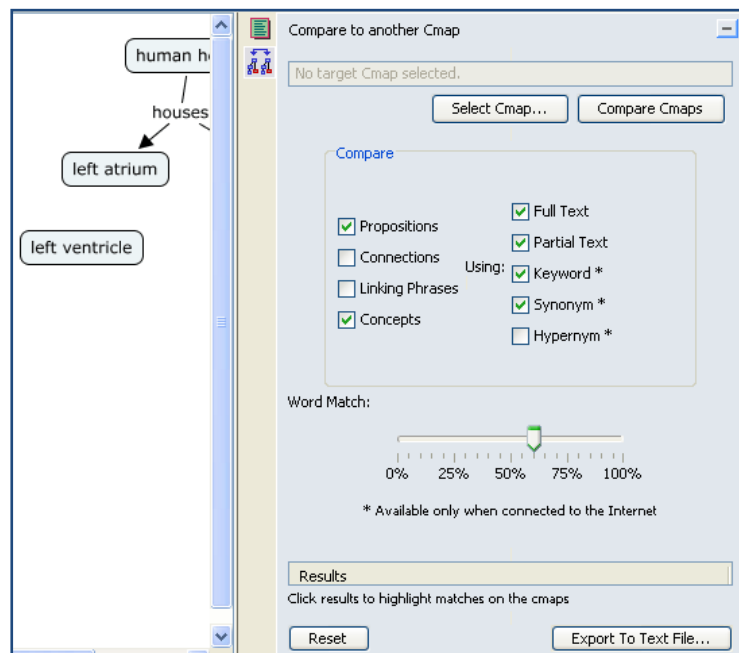 human h
houses
left atrium
left ventricle
Compare to another Cmap
No target Cmap selected.
Select Cmap...
Compare Cmaps
Compare
Propositions
Connections
Linking Phrases
Concepts
Using:
Full Text
Partial Text
Keyword *
Synonym *
Hypernym *
Word Match:
0% 25% 50% 75% 100%
* Available only when connected to the Internet
Results
Click results to highlight matches on the cmaps
Reset
Export To Text File...